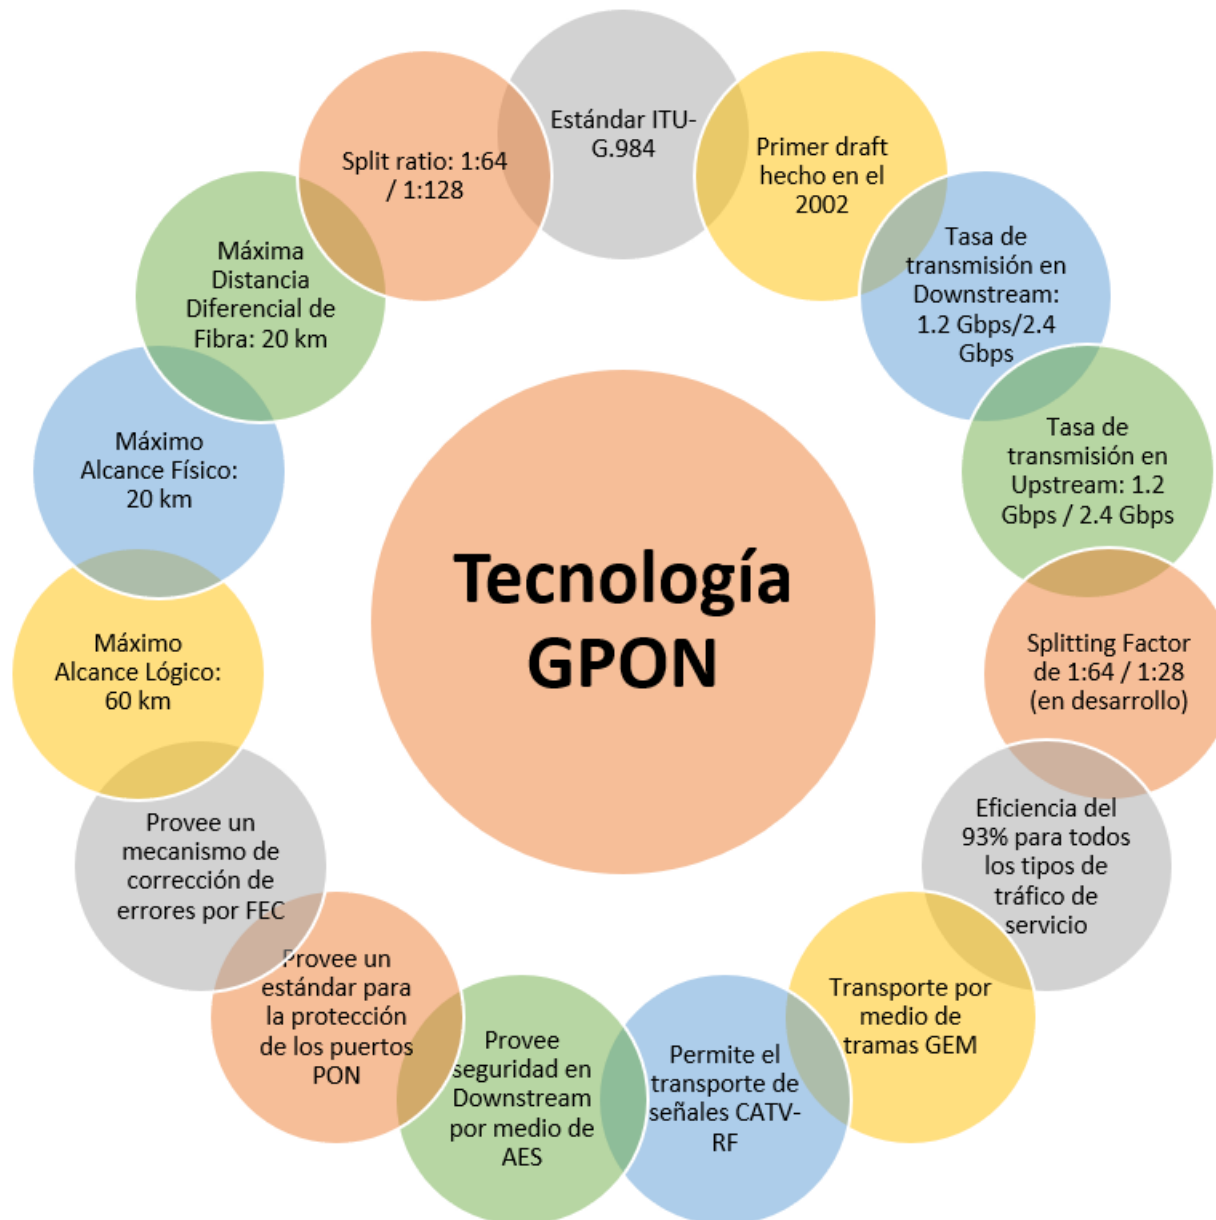 Tecnología
GPON
Estándar ITU-
G.984
Primer draft
hecho en el
2002
Tasa de
transmisión en
Downstream:
1.2 Gbps/2.4
Gbps
Tasa de
transmisión en
Upstream: 1.2
Gbps / 2.4 Gbps
Splitting Factor
de 1:64 / 1:28
(en desarrollo)
Eficiencia del
93% para todos
los tipos de
tráfico de
servicio
Transporte por
medio de
tramas GEM
Permite el
transporte de
señales CATV-
RF
Provee
seguridad en
Downstream
por medio de
AES
Provee un
estándar para
la protección
de los puertos
PON
Provee un
mecanismo de
corrección de
errores por FEC
Máximo
Alcance Lógico:
60 km
Máximo
Alcance Físico:
20 km
Máxima
Distancia
Diferencial de
Fibra: 20 km
Split ratio: 1:64
/ 1:128